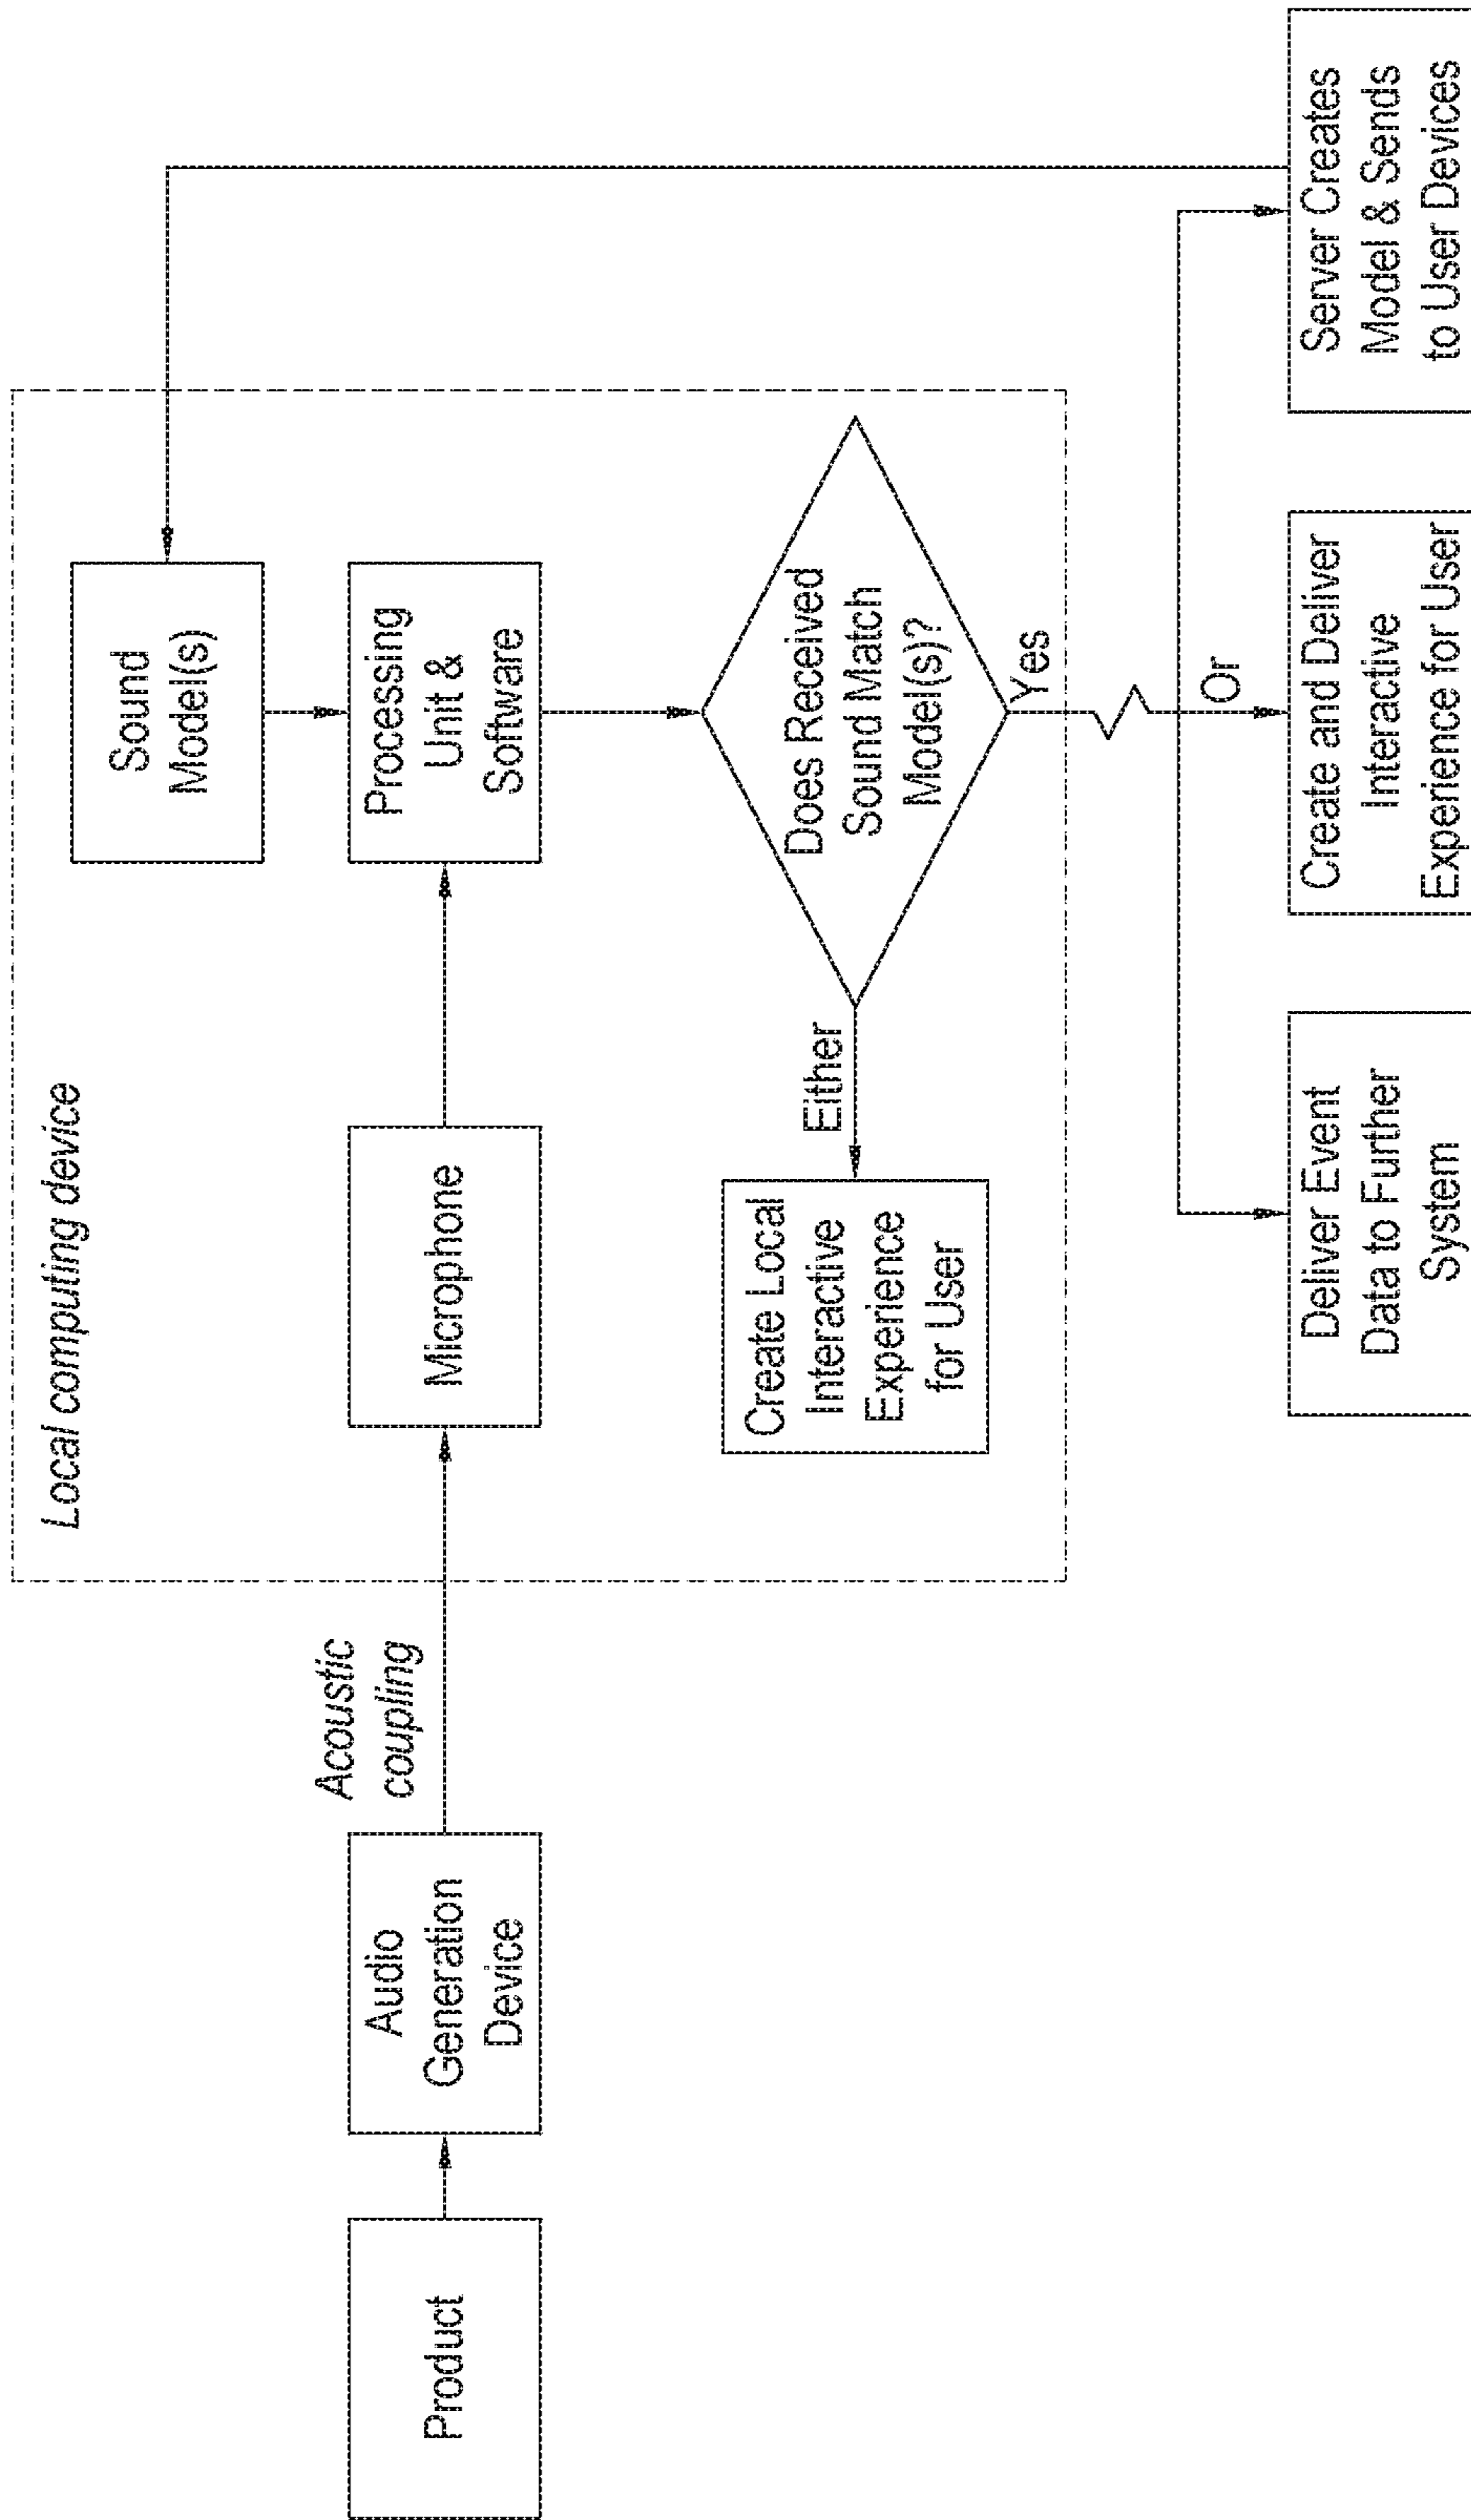 Local computing device
Sound
Model(s)
Product
Audio
Generation
Device
Acoustic
coupling
Microphone
Processing
Unit &
Software
Create Local
Interactive
Experience
for User
Either
Does Received
Sound Match
Model(s)?
Yes
Or
Deliver Event
Data to Further
System
Create and Deliver
Interactive
Experience for User
Server Creates
Model & Sends
to User Devices